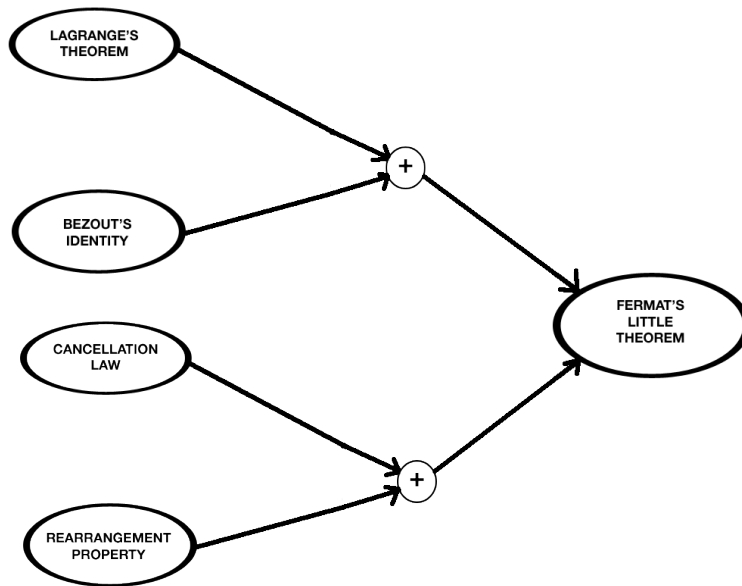 LAGRANGE'S
THEOREM
+
BEZOUT'S
IDENTITY
FERMAT'S
LITTLE
THEOREM
CANCELLATION
LAW
+
REARRANGEMENT
PROPERTY